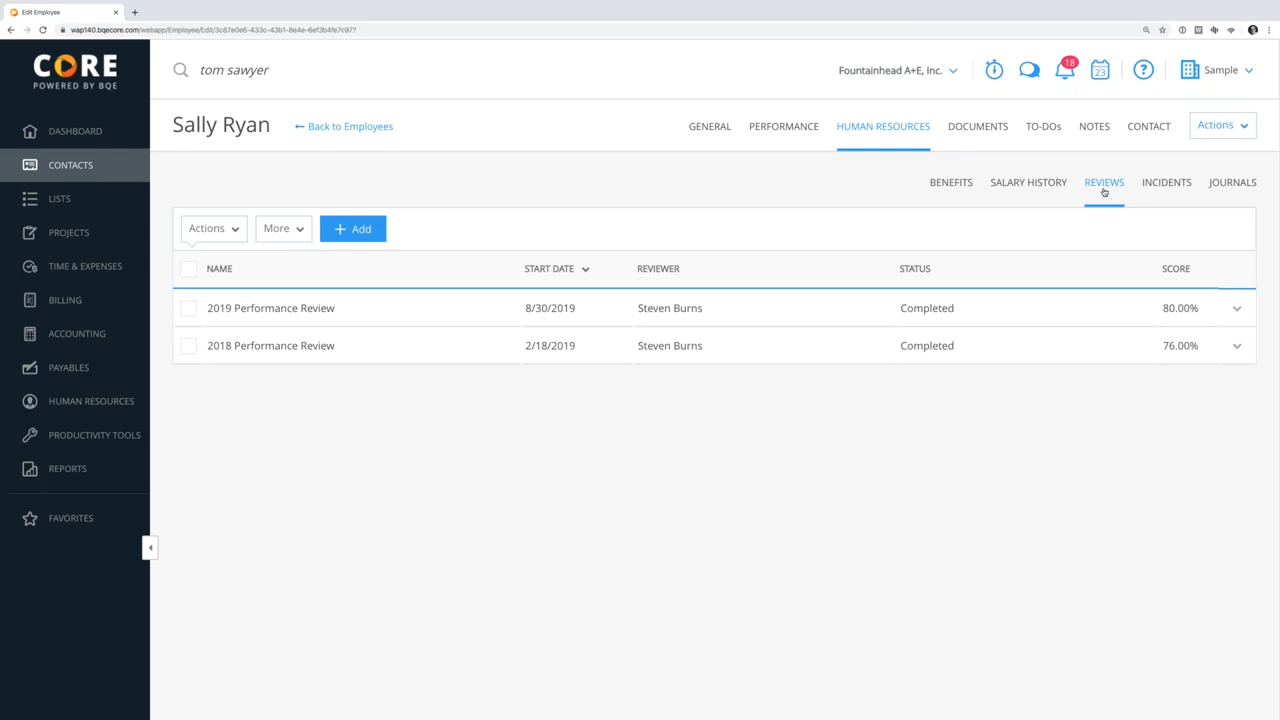 Edit Employee
wap140.bqecore.com/webapp/Employee/Edit/3c87e0e6-433c-43b1-8e4e-6ef3b4fe7c97?
CORE
POWERED BY BQE
tom sawyer
Fountainhead A+E, Inc.
18
23
Sample
Sally Ryan
Back to Employees
GENERAL
PERFORMANCE
HUMAN RESOURCES
DOCUMENTS
TO-DOs
NOTES
CONTACT
Actions
DASHBOARD
CONTACTS
LISTS
PROJECTS
TIME & EXPENSES
BILLING
ACCOUNTING
PAYABLES
HUMAN RESOURCES
PRODUCTIVITY TOOLS
REPORTS
FAVORITES
BENEFITS
SALARY HISTORY
REVIEWS
INCIDENTS
JOURNALS
Actions
More
+ Add
NAME START DATE REVIEWER STATUS SCORE
2019 Performance Review 8/30/2019 Steven Burns Completed 80.00%
2018 Performance Review 2/18/2019 Steven Burns Completed 76.00%